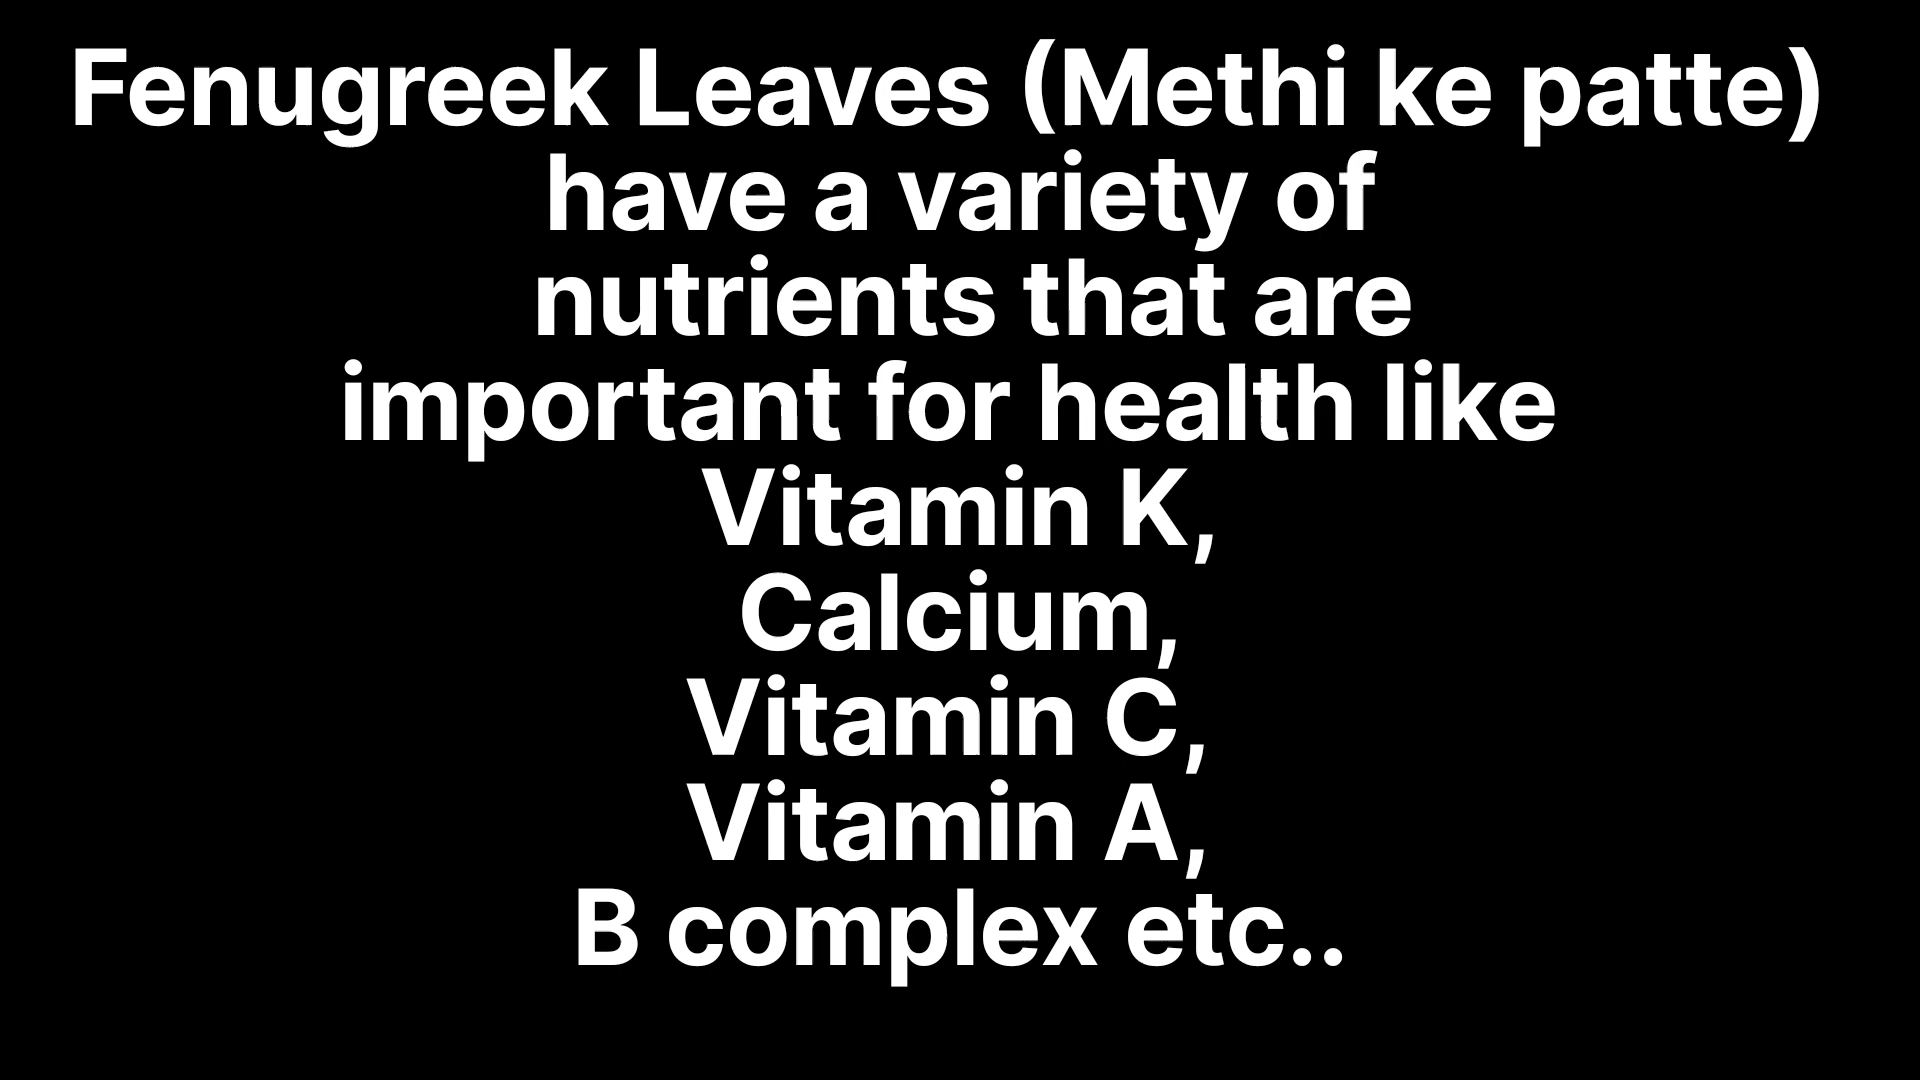 Fenugreek Leaves (Methi ke patte)
have a variety of
nutrients that are
important for health like
Vitamin K,
Calcium,
Vitamin C,
Vitamin A,
B complex etc..